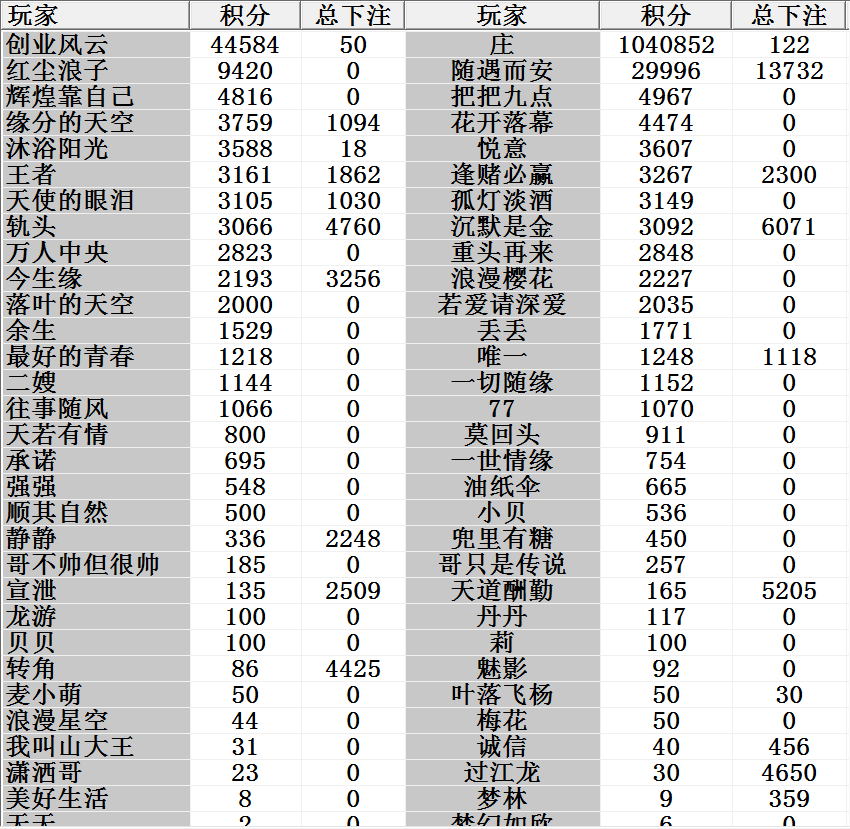 玩家 积分 总下注 玩家 积分 总下注
创业风云 44584 50 庄 1040852 122
红尘浪子 9420 0 随遇而安 29996 13732
辉煌靠自己 4816 0 把把九点 4967 0
缘分的天空 3759 1094 花开落幕 4474 0
沐浴阳光 3588 18 悦意 3607 0
王者 3161 1862 逢赌必赢 3267 2300
天使的眼泪 3105 1030 孤灯淡酒 3149 0
轨头 3066 4760 沉默是金 3092 6071
万人中央 2823 0 重头再来 2848 0
今生缘 2193 3256 浪漫樱花 2227 0
落叶的天空 2000 0 若爱请深爱 2035 0
余生 1529 0 丢丢 1771 0
最好的青春 1218 0 唯一 1248 1118
二嫂 1144 0 一切随缘 1152 0
往事随风 1066 0 77 1070 0
天若有情 800 0 莫回头 911 0
承诺 695 0 一世情缘 754 0
强强 548 0 油纸伞 665 0
顺其自然 500 0 小贝 536 0
静静 336 2248 兜里有糖 450 0
哥不帅但很帅 185 0 哥只是传说 257 0
宣泄 135 2509 天道酬勤 165 5205
龙游 100 0 丹丹 117 0
贝贝 100 0 莉 100 0
转角 86 4425 魅影 92 0
麦小萌 50 0 叶落飞杨 50 30
浪漫星空 44 0 梅花 50 0
我叫山大王 31 0 诚信 40 456
潇洒哥 23 0 过江龙 30 4650
美好生活 8 0 梦林 9 359
天天 2 0 梦幻如欣 6 0